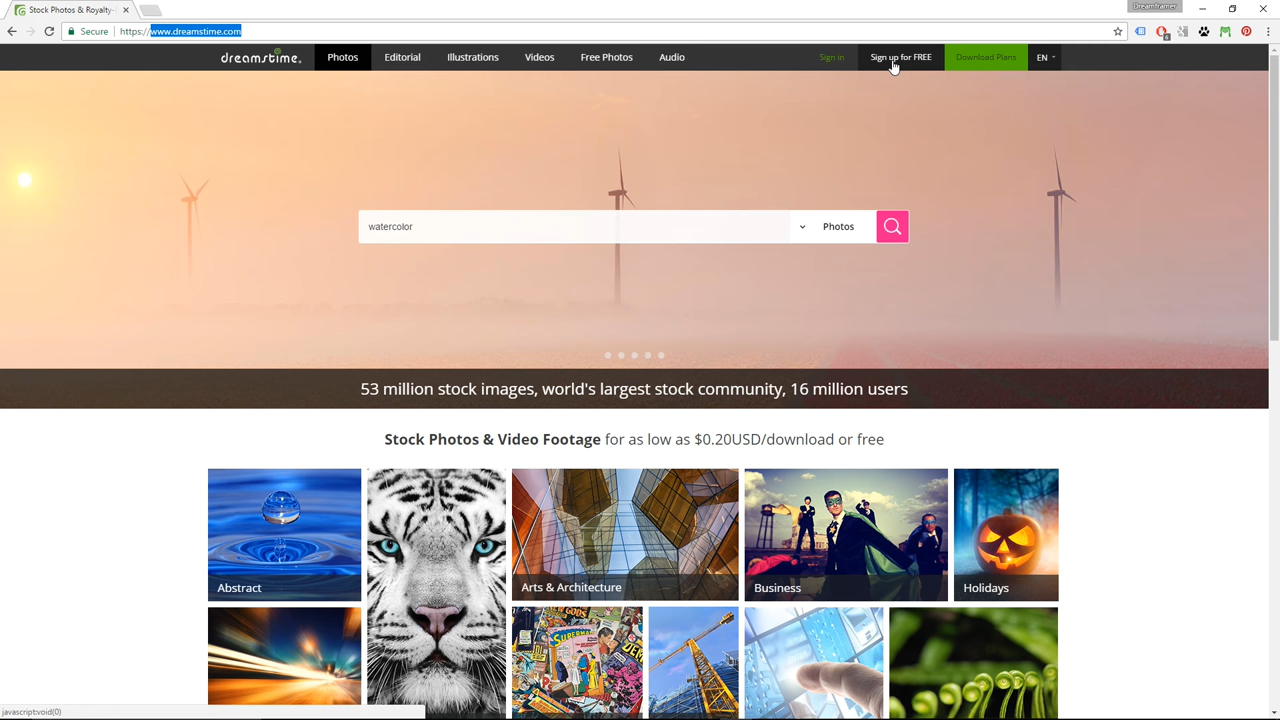 Stock Photos & Royalty-
Dreamframer
Secure
https://www.dreamstime.com
6
dreamstime.
Photos
Editorial
Illustrations
Videos
Free Photos
Audio
Sign in
Sign up for FREE
Download Plans
EN
watercolor
Photos
53 million stock images, world's largest stock community, 16 million users
Stock Photos & Video Footage for as low as $0.20USD/download or free
Abstract
Arts & Architecture
Business
Holidays
SUPERMAN
javascript:void(0)